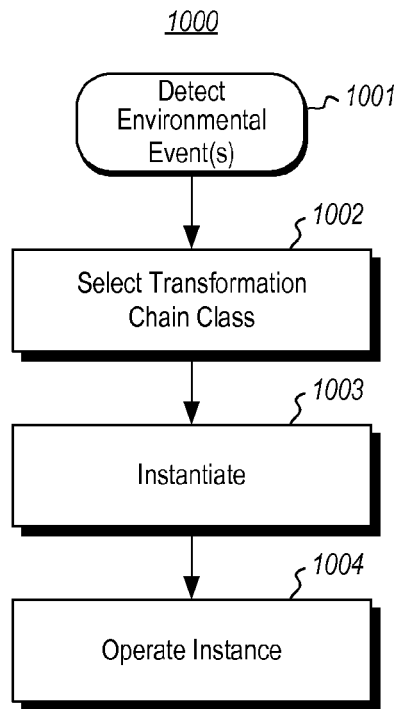 1000
Detect
Environmental
Event(s)
1001
1002
Select Transformation
Chain Class
1003
Instantiate
1004
Operate Instance